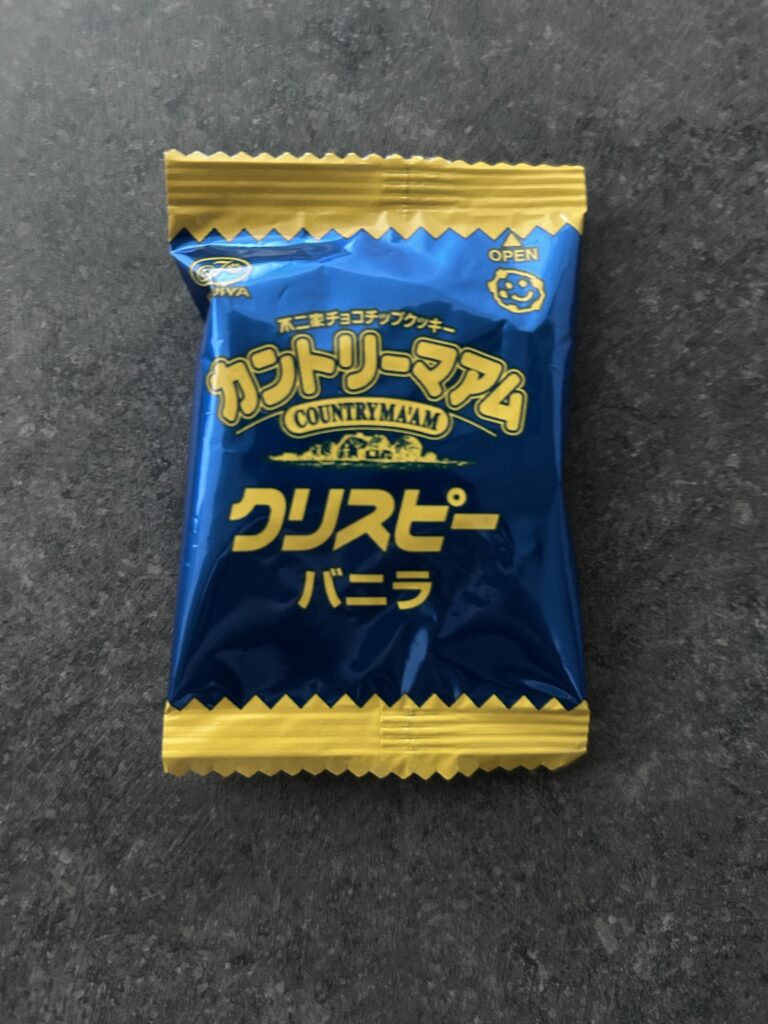 OPEN
不二家チョコチップクッキー
カントリーマアム
COUNTRY MA'AM
クリスピー
バニラ